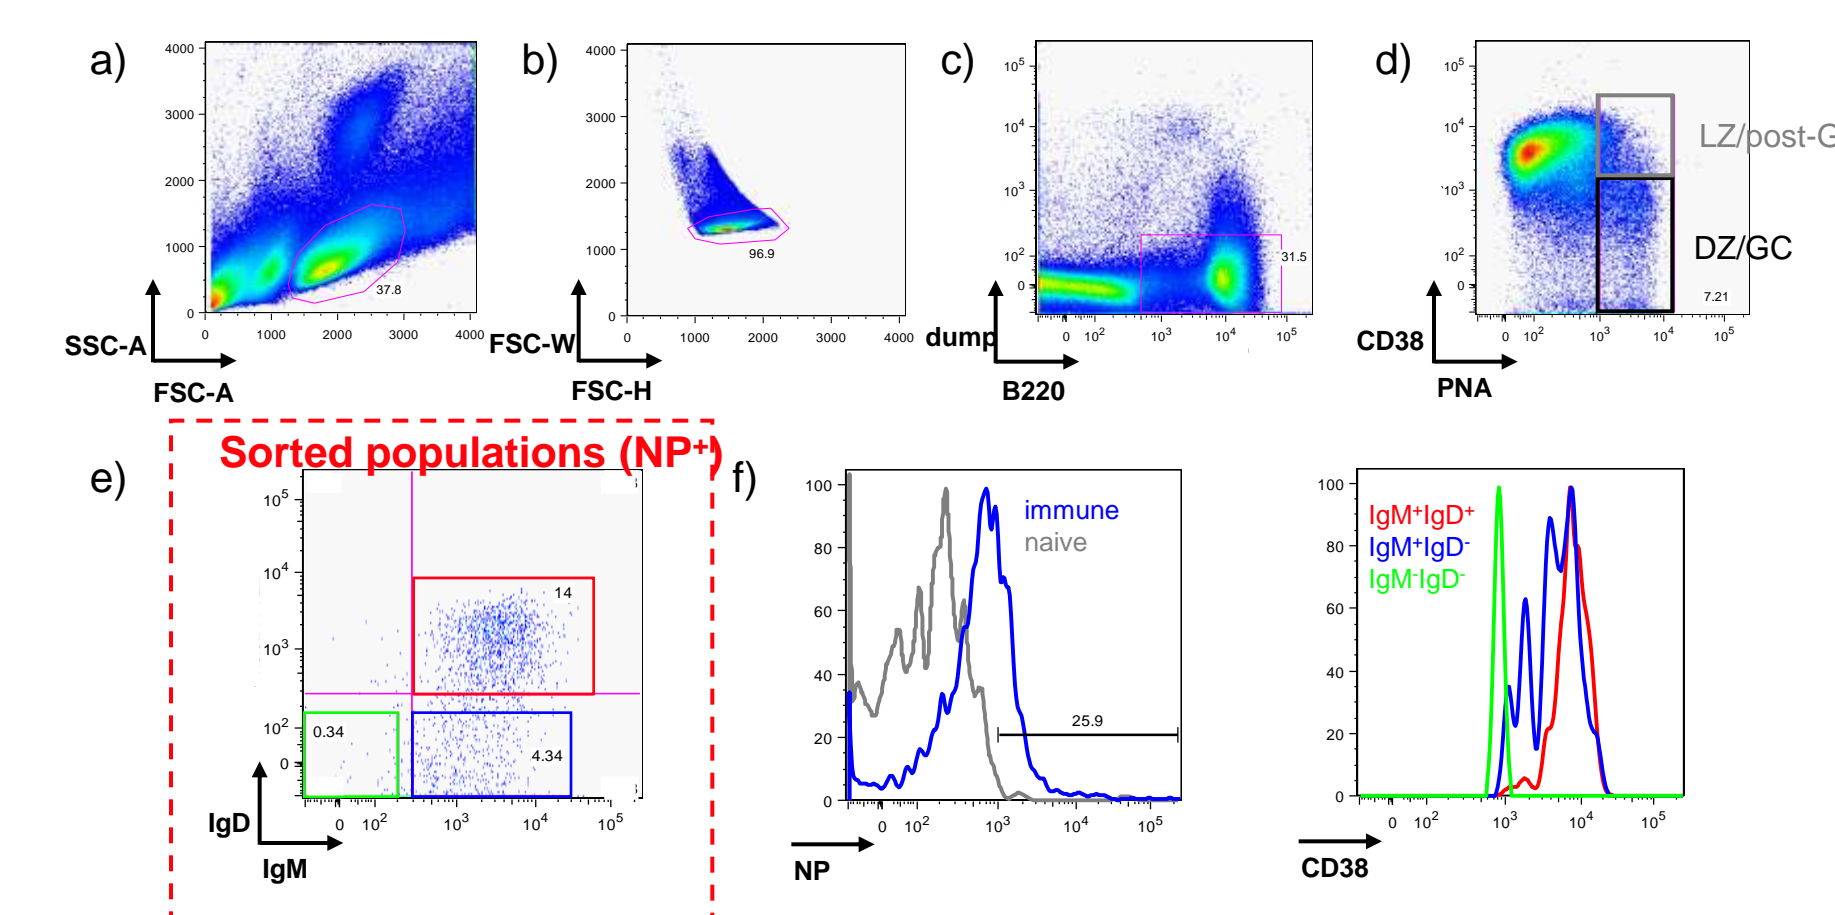 a)
4000
3000
2000
1000
0
0 1000 2000 3000 4000
37.8
SSC-A
FSC-A
b)
4000
3000
2000
1000
0
0 1000 2000 3000 4000
96.9
FSC-W
FSC-H
c)
10⁵
10⁴
10³
10²
0
0 10² 10³ 10⁴ 10⁵
31.5
dump
B220
d)
10⁵
10⁴
10³
10²
0
0 10² 10³ 10⁴ 10⁵
LZ/post-G
DZ/GC
7.21
CD38
PNA
Sorted populations (NP⁺)
e)
10⁵
10⁴
10³
10²
0
0 10² 10³ 10⁴ 10⁵
14
0.34
4.34
IgD
IgM
f)
100
80
60
40
20
0
0 10² 10³ 10⁴ 10⁵
immune
naive
25.9
NP
100
80
60
40
20
0
0 10² 10³ 10⁴ 10⁵
IgM⁺IgD⁺
IgM⁺IgD⁻
IgM⁻IgD⁻
CD38